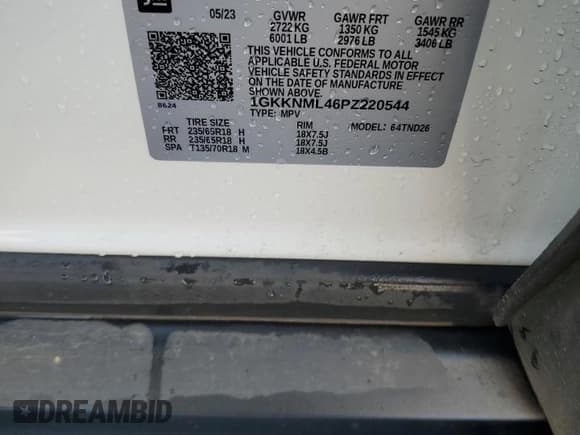 05/23 GVWR GAWR FRT GAWR RR
2722 KG 1350 KG 1545 KG
6001 LB 2976 LB 3406 LB
THIS VEHICLE CONFORMS TO ALL
APPLICABLE U.S. FEDERAL MOTOR
VEHICLE SAFETY STANDARDS IN EFFECT
ON THE DATE OF MANUFACTURE
SHOWN ABOVE.
1GKKNML46PZ220544
8624 TYPE: MPV
TIRE SIZE RIM MODEL: 64TND26
FRT 235/65R18 H 18X7.5J
RR 235/65R18 H 18X7.5J
SPA T135/70R18 M 18X4.5B
DREAMBID